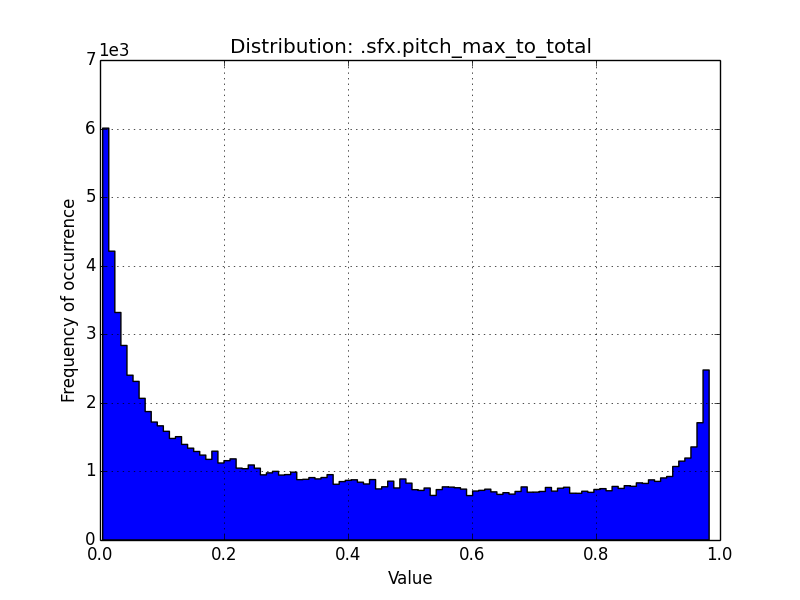 Distribution: .sfx.pitch_max_to_total
1e3
7
6
5
4
3
2
1
0
Frequency of occurrence
0.0 0.2 0.4 0.6 0.8 1.0
Value